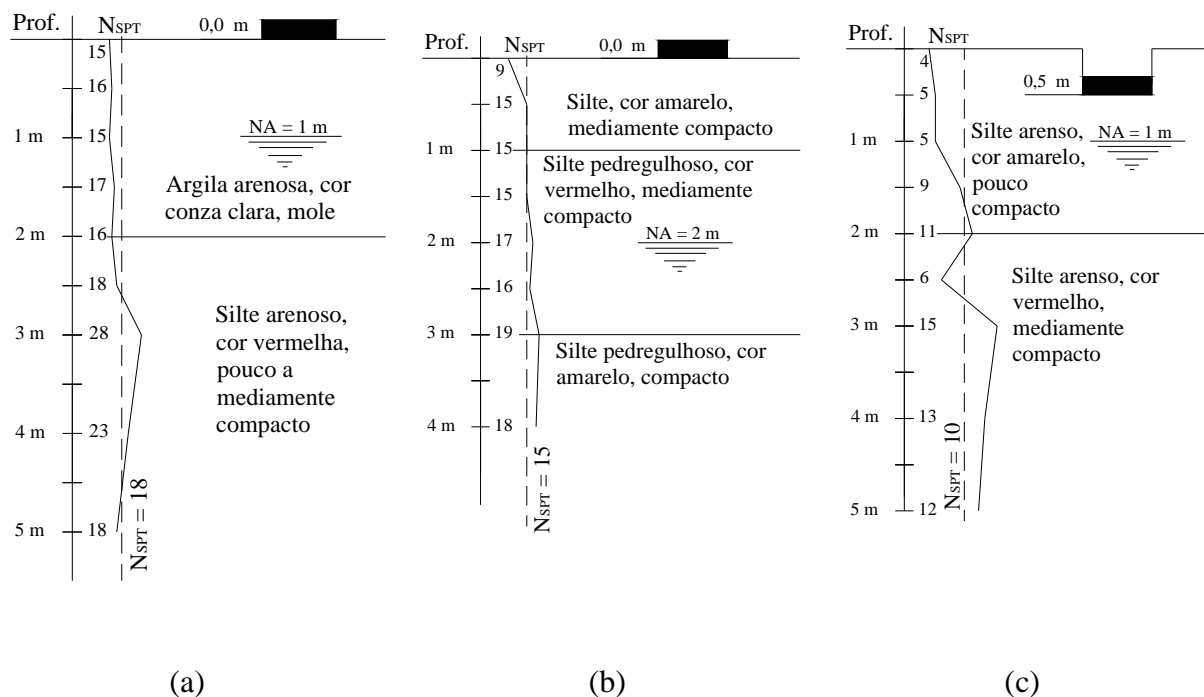 Prof.
NSPT
0,0 m
15
16
1 m
15
NA = 1 m
17
Argila arenosa, cor
conza clara, mole
2 m
16
18
3 m
28
Silte arenoso,
cor vermelha,
pouco a
mediamente
compacto
4 m
23
5 m
18
NSPT = 18
(a)
Prof.
NSPT
0,0 m
9
15
Silte, cor amarelo,
mediamente compacto
1 m
15
Silte pedregulhoso, cor
vermelho, mediamente
compacto
15
2 m
17
NA = 2 m
16
3 m
19
Silte pedregulhoso, cor
amarelo, compacto
4 m
18
NSPT = 15
(b)
Prof.
NSPT
4
0,5 m
5
1 m
5
Silte arenso,
cor amarelo,
pouco
compacto
NA = 1 m
9
2 m
11
6
Silte arenso, cor
vermelho,
mediamente
compacto
3 m
15
4 m
13
5 m
12
NSPT = 10
(c)